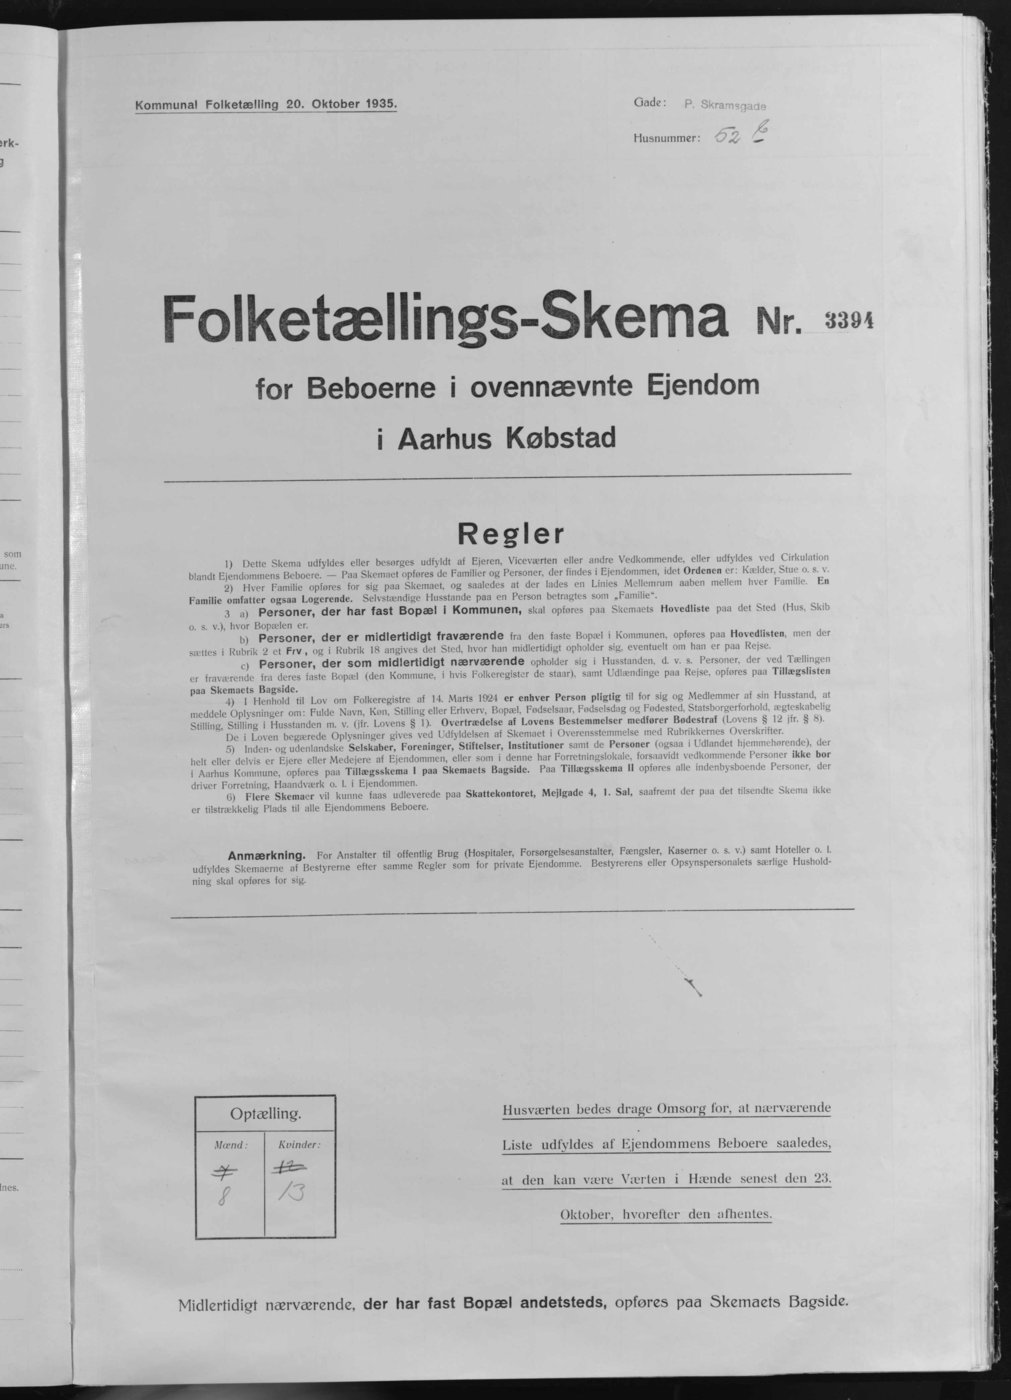 Kommunal Folketælling 20. Oktober 1935.
Gade: P. Skramsgade
Husnummer: 52
Folketællings-Skema Nr. 3394
for Beboerne i ovennævnte Ejendom
i Aarhus Købstad
Regler
1) Dette Skema udfyldes eller besørges udfyldt af Ejeren, Viceværten eller andre Vedkommende, eller udfyldes ved Cirkulation
blandt Ejendommens Beboere. — Paa Skemaet opføres de Familier og Personer, der findes i Ejendommen, idet Ordenen er: Kælder, Stue o. s. v.
2) Hver Familie opføres for sig paa Skemaet, og saaledes at der lades en Linies Mellemrum aaben mellem hver Familie. En
Familie omfatter ogsaa Logerende. Selvstændige Husstande paa en Person betragtes som „Familie“.
3 a) Personer, der har fast Bopæl i Kommunen, skal opføres paa Skemaets Hovedliste paa det Sted (Hus, Skib
o. s. v.), hvor Bopælen er.
b) Personer, der er midlertidigt fraværende fra den faste Bopæl i Kommunen, opføres paa Hovedlisten, men der
sættes i Rubrik 2 et Frv, og i Rubrik 18 angives det Sted, hvor han midlertidigt opholder sig, eventuelt om han er paa Rejse.
c) Personer, der som midlertidigt nærværende opholder sig i Husstanden, d. v. s. Personer, der ved Tællingen
er fraværende fra deres faste Bopæl (den Kommune, i hvis Folkeregister de staar), samt Udlændinge paa Rejse, opføres paa Tillægslisten
paa Skemaets Bagside.
4) I Henhold til Lov om Folkeregistre af 14. Marts 1924 er enhver Person pligtig til for sig og Medlemmer af sin Husstand, at
meddele Oplysninger om: Fulde Navn, Køn, Stilling eller Erhverv, Bopæl, Fødselsaar, Fødselsdag og Fødested, Statsborgerforhold, ægteskabelig
Stilling, Stilling i Husstanden m. v. (jfr. Lovens § 1). Overtrædelse af Lovens Bestemmelser medfører Bødestraf (Lovens § 12 jfr. § 8).
De i Loven begærede Oplysninger gives ved Udfyldelsen af Skemaet i Overensstemmelse med Rubrikkernes Overskrifter.
5) Inden- og udenlandske Selskaber, Foreninger, Stiftelser, Institutioner samt de Personer (ogsaa i Udlandet hjemmehørende), der
helt eller delvis er Ejere eller Medejere af Ejendommen, eller som i denne har Forretningslokale, forsaavidt vedkommende Personer ikke bor
i Aarhus Kommune, opføres paa Tillægsskema I paa Skemaets Bagside. Paa Tillægsskema II opføres alle indenbysboende Personer, der
driver Forretning, Haandværk o. l. i Ejendommen.
6) Flere Skemaer vil kunne faas udleverede paa Skattekontoret, Mejlgade 4, 1. Sal, saafremt der paa det tilsendte Skema ikke
er tilstrækkelig Plads til alle Ejendommens Beboere.
Anmærkning. For Anstalter til offentlig Brug (Hospitaler, Forsørgelsesanstalter, Fængsler, Kaserner o. s. v.) samt Hoteller o. l.
udfyldes Skemaerne af Bestyrerne efter samme Regler som for private Ejendomme. Bestyrerens eller Opsynspersonalets særlige Hushold-
ning skal opføres for sig.
Optælling.
Mænd: Kvinder:
7 12
8 13
Husværten bedes drage Omsorg for, at nærværende
Liste udfyldes af Ejendommens Beboere saaledes,
at den kan være Værten i Hænde senest den 23.
Oktober, hvorefter den afhentes.
Midlertidigt nærværende, der har fast Bopæl andetsteds, opføres paa Skemaets Bagside.